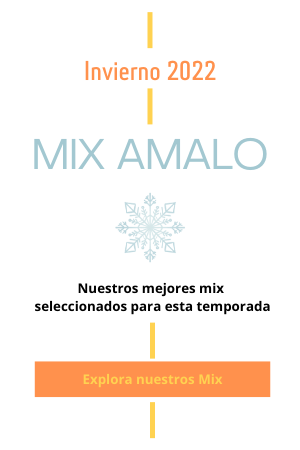 Invierno 2022
MIX AMALO
Nuestros mejores mix
seleccionados para esta temporada
Explora nuestros Mix